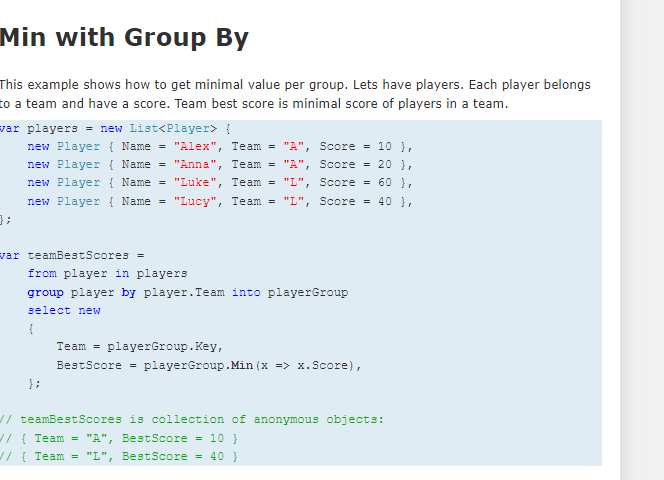 Min with Group By
This example shows how to get minimal value per group. Lets have players. Each player belongs
to a team and have a score. Team best score is minimal score of players in a team.
var players = new List<Player> {
    new Player { Name = "Alex", Team = "A", Score = 10 },
    new Player { Name = "Anna", Team = "A", Score = 20 },
    new Player { Name = "Luke", Team = "L", Score = 60 },
    new Player { Name = "Lucy", Team = "L", Score = 40 },
};
var teamBestScores =
    from player in players
    group player by player.Team into playerGroup
    select new
    {
        Team = playerGroup.Key,
        BestScore = playerGroup.Min(x => x.Score),
    };
// teamBestScores is collection of anonymous objects:
// { Team = "A", BestScore = 10 }
// { Team = "L", BestScore = 40 }